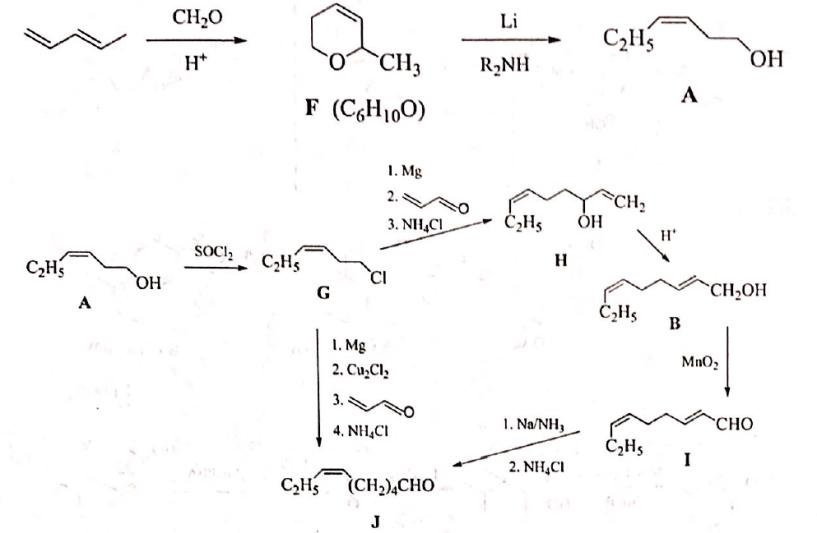 CH₂O
H⁺
O
CH₃
F (C₆H₁₀O)
Li
R₂NH
C₂H₅
OH
A
C₂H₅
OH
A
SOCl₂
C₂H₅
Cl
G
1. Mg
2.
O
3. NH₄Cl
C₂H₅
OH
CH₂
H
H⁺
C₂H₅
CH₂OH
B
MnO₂
C₂H₅
CHO
I
1. Na/NH₃
2. NH₄Cl
1. Mg
2. Cu₂Cl₂
3.
O
4. NH₄Cl
C₂H₅
(CH₂)₄CHO
J